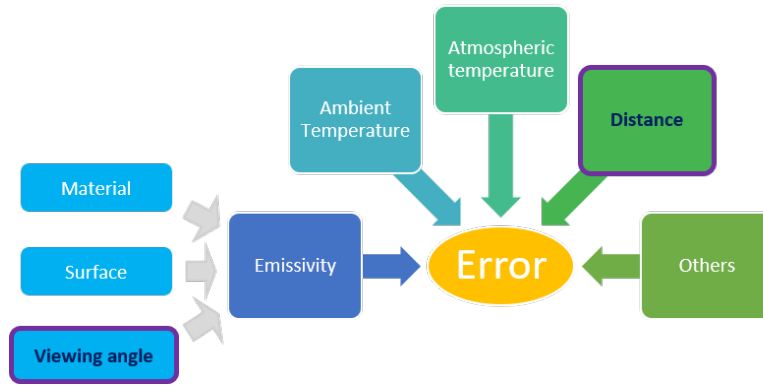 Atmospheric
temperature
Ambient
Temperature
Distance
Material
Surface
Viewing angle
Emissivity
Error
Others